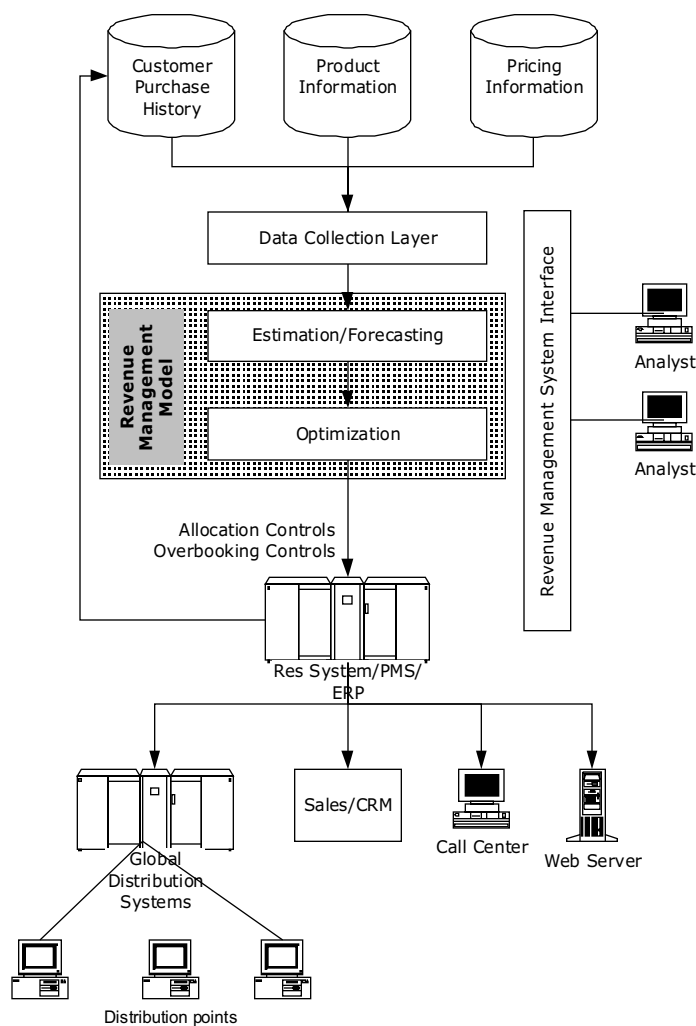 Customer
Purchase
History
Product
Information
Pricing
Information
Data Collection Layer
Revenue
Management
Model
Estimation/Forecasting
Optimization
Revenue Management System Interface
Analyst
Analyst
Allocation Controls
Overbooking Controls
Res System/PMS/
ERP
Global
Distribution
Systems
Sales/CRM
Call Center
Web Server
Distribution points